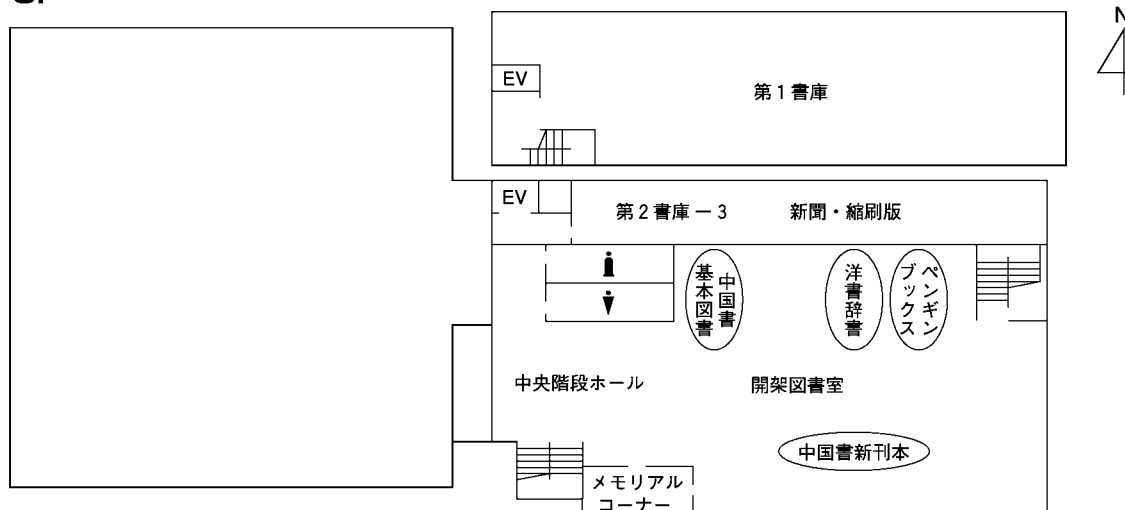 N
EV
第1書庫
EV
第2書庫－3
新聞・縮刷版
中国書
基本図書
洋書辞書
ペンギン
ブックス
中央階段ホール
開架図書室
中国書新刊本
メモリアル
コーナー